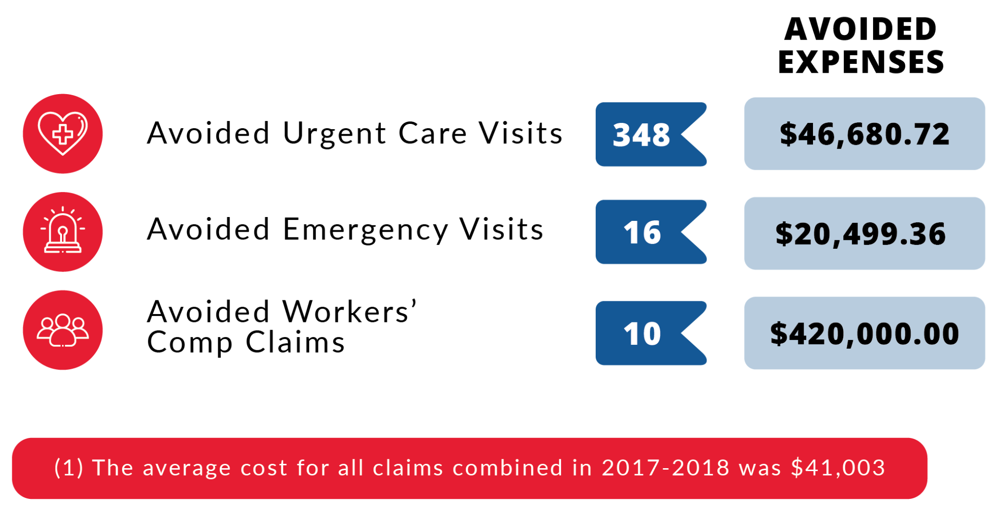 AVOIDED
EXPENSES
Avoided Urgent Care Visits 348 $46,680.72
Avoided Emergency Visits 16 $20,499.36
Avoided Workers’
Comp Claims 10 $420,000.00
(1) The average cost for all claims combined in 2017-2018 was $41,003